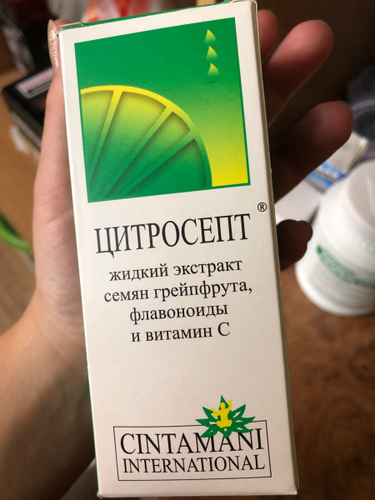 ЦИТРОСЕПТ®
жидкий экстракт
семян грейпфрута,
флавоноиды
и витамин С
CINTAMANI
INTERNATIONAL